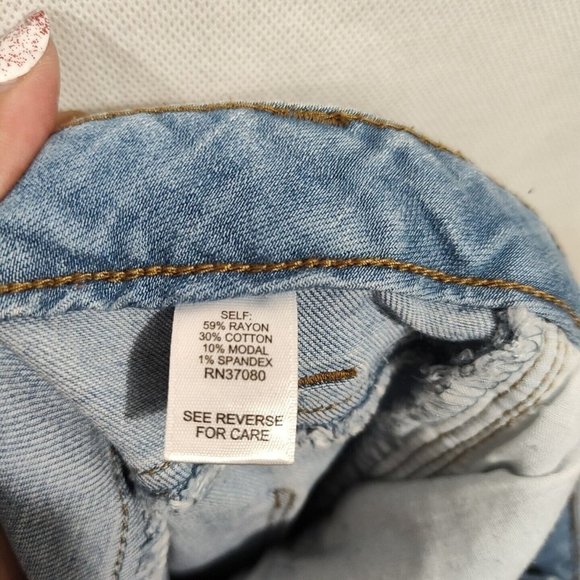 SELF:
59% RAYON
30% COTTON
10% MODAL
1% SPANDEX
RN37080
SEE REVERSE
FOR CARE